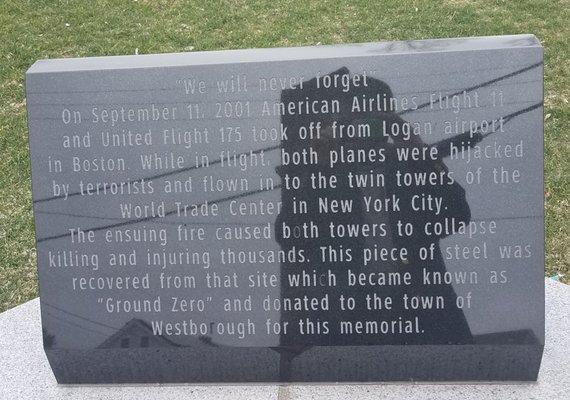 "We will never forget"
On September 11, 2001 American Airlines Flight 11
and United Flight 175 took off from Logan airport
in Boston. While in flight, both planes were hijacked
by terrorists and flown in to the twin towers of the
World Trade Center in New York City.
The ensuing fire caused both towers to collapse
killing and injuring thousands. This piece of steel was
recovered from that site which became known as
"Ground Zero" and donated to the town of
Westborough for this memorial.